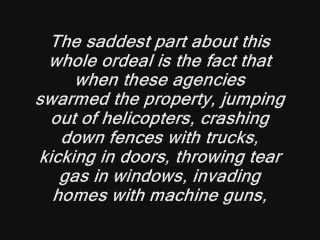 The saddest part about this
whole ordeal is the fact that
when these agencies
swarmed the property, jumping
out of helicopters, crashing
down fences with trucks,
kicking in doors, throwing tear
gas in windows, invading
homes with machine guns,